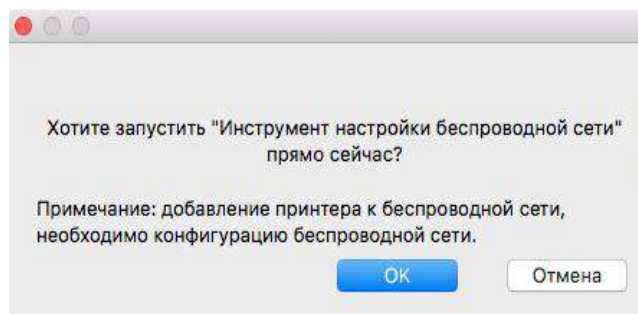 Хотите запустить "Инструмент настройки беспроводной сети"
прямо сейчас?
Примечание: добавление принтера к беспроводной сети,
необходимо конфигурацию беспроводной сети.
OK
Отмена